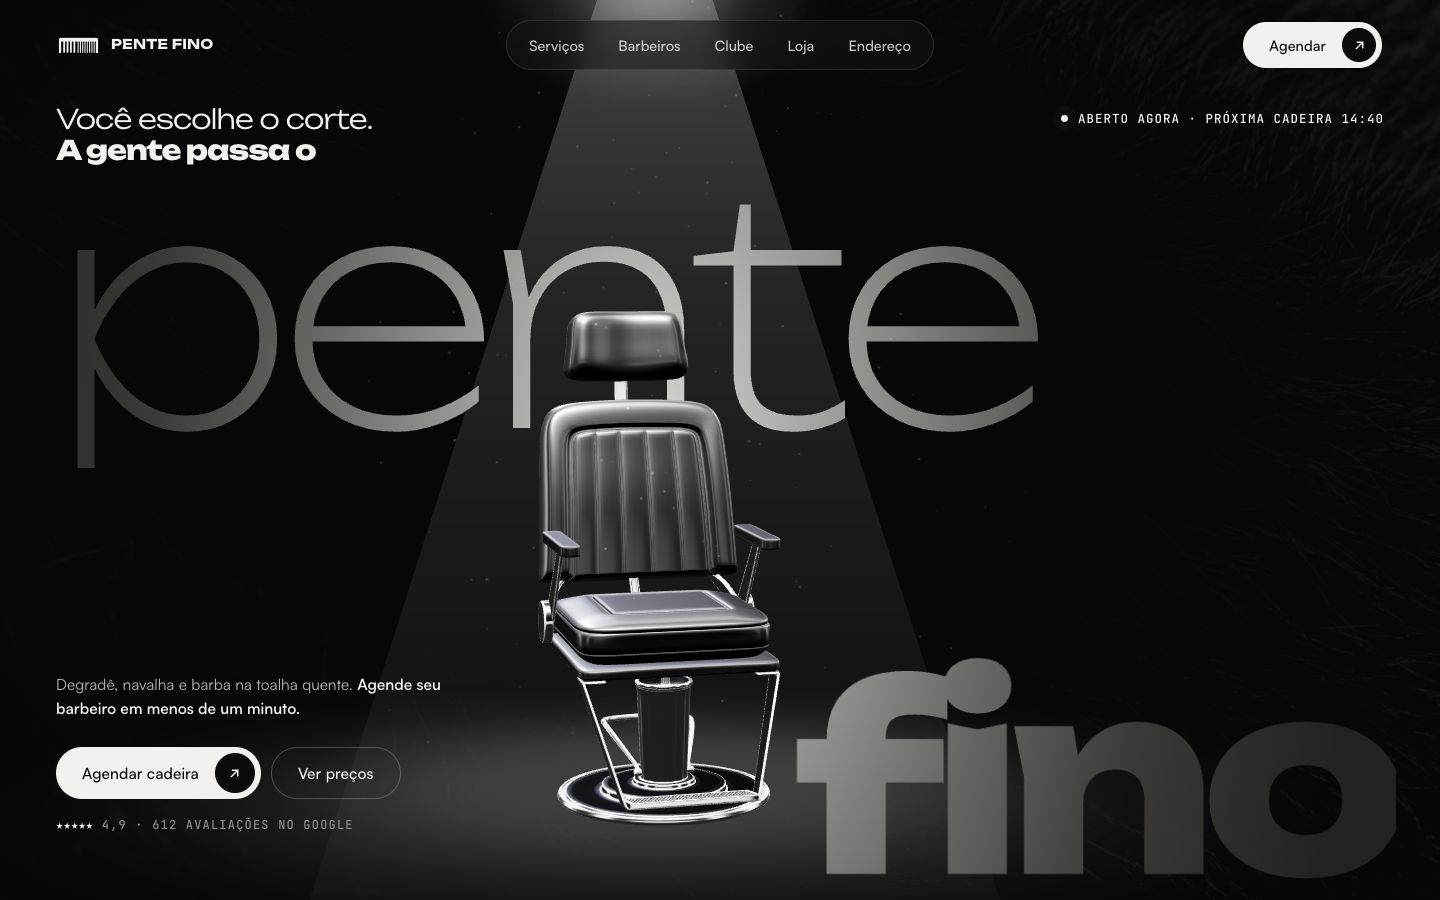 PENTE FINO
Serviços
Barbeiros
Clube
Loja
Endereço
Agendar
Você escolhe o corte.
A gente passa o
ABERTO AGORA · PRÓXIMA CADEIRA 14:40
pente
fino
Degradê, navalha e barba na toalha quente. Agende seu
barbeiro em menos de um minuto.
Agendar cadeira
Ver preços
★★★★★ 4,9 · 612 AVALIAÇÕES NO GOOGLE